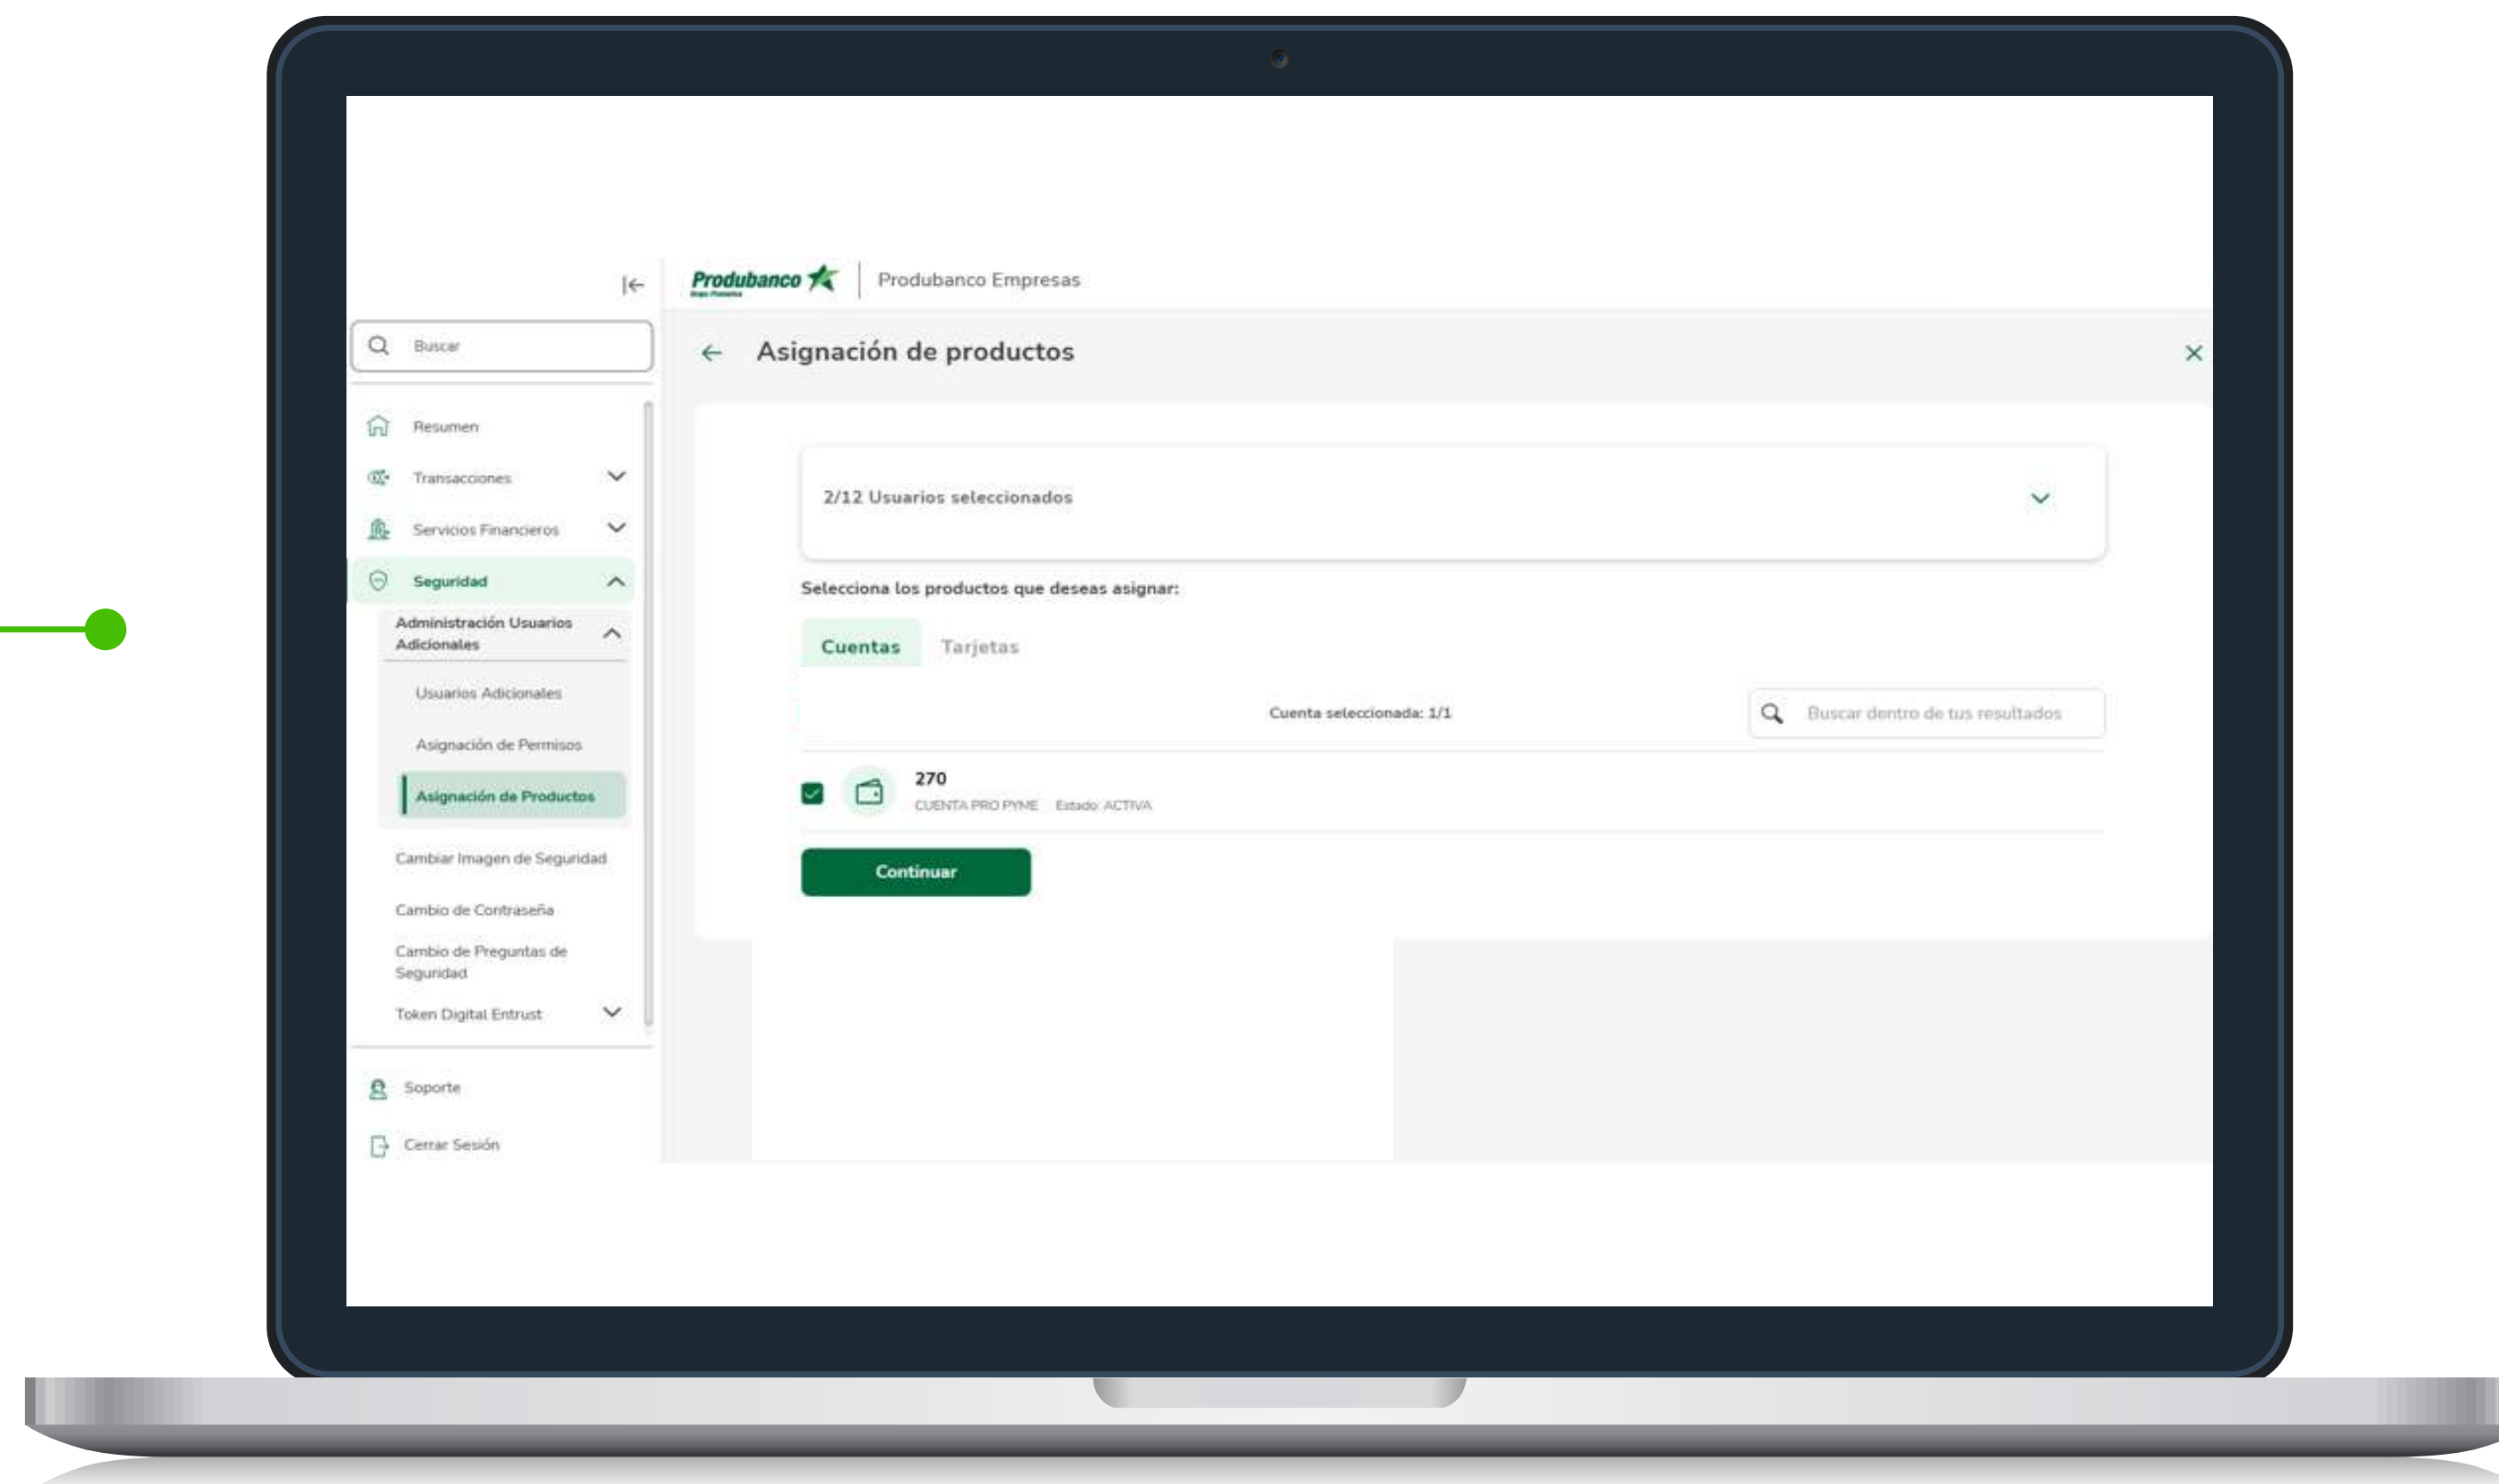 Produbanco
Grupo Promerica
Produbanco Empresas
Buscar
Resumen
Transacciones
Servicios Financieros
Seguridad
Administración Usuarios
Adicionales
Usuarios Adicionales
Asignación de Permisos
Asignación de Productos
Cambiar Imagen de Seguridad
Cambio de Contraseña
Cambio de Preguntas de
Seguridad
Token Digital Entrust
Soporte
Cerrar Sesión
Asignación de productos
2/12 Usuarios seleccionados
Selecciona los productos que deseas asignar:
Cuentas Tarjetas
Cuenta seleccionada: 1/1
Buscar dentro de tus resultados
270
CUENTA PRO PYME Estado: ACTIVA
Continuar